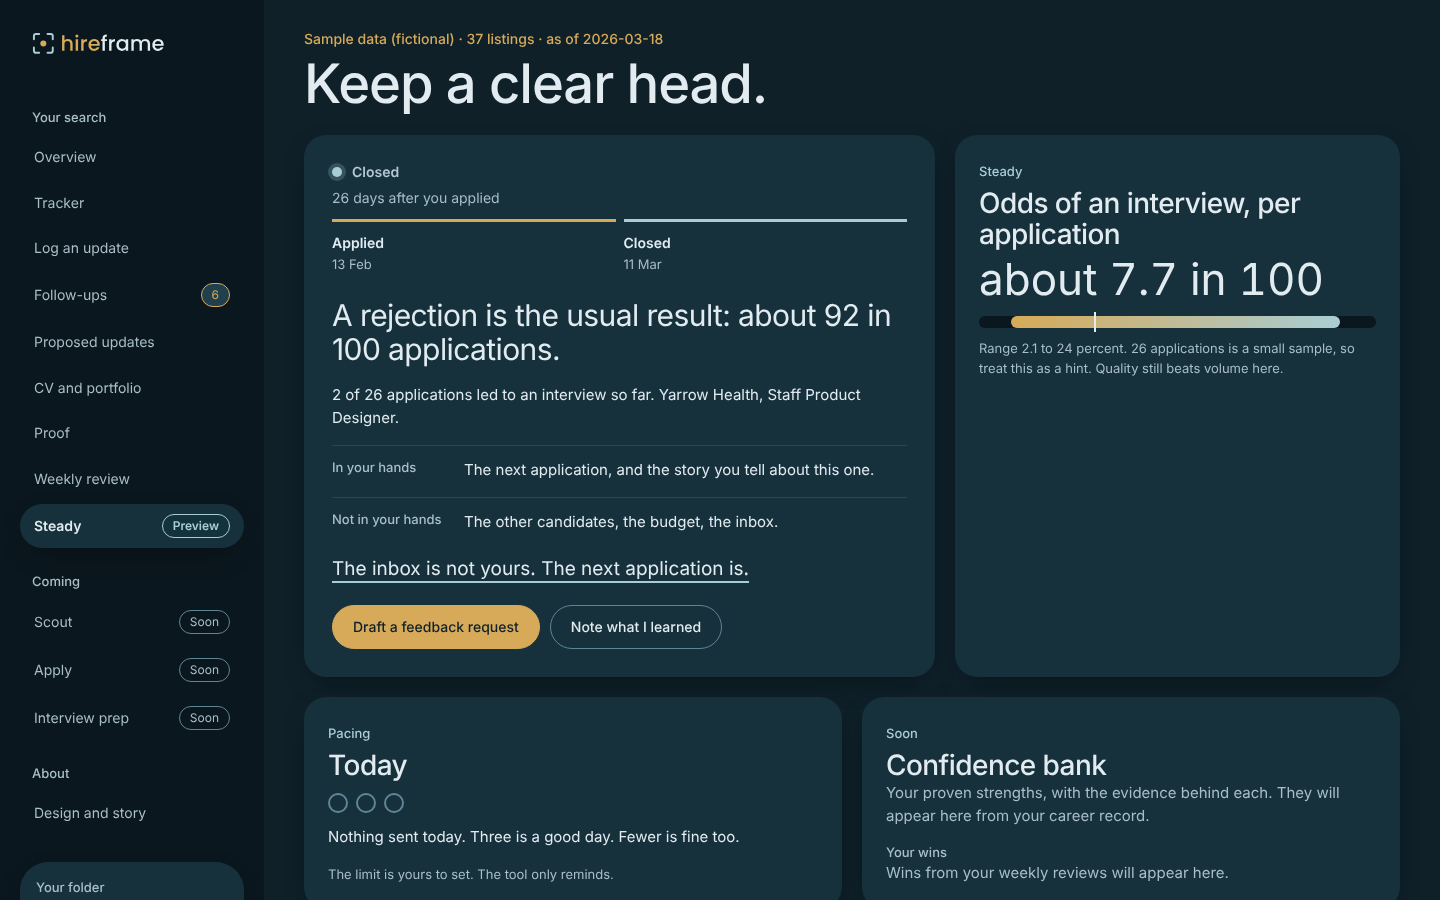 hireframe
Your search
Overview
Tracker
Log an update
Follow-ups
6
Proposed updates
CV and portfolio
Proof
Weekly review
Steady
Preview
Coming
Scout
Soon
Apply
Soon
Interview prep
Soon
About
Design and story
Your folder
Sample data (fictional) · 37 listings · as of 2026-03-18
Keep a clear head.
Closed
26 days after you applied
Applied
13 Feb
Closed
11 Mar
A rejection is the usual result: about 92 in
100 applications.
2 of 26 applications led to an interview so far. Yarrow Health, Staff Product
Designer.
In your hands
The next application, and the story you tell about this one.
Not in your hands
The other candidates, the budget, the inbox.
The inbox is not yours. The next application is.
Draft a feedback request
Note what I learned
Steady
Odds of an interview, per
application
about 7.7 in 100
Range 2.1 to 24 percent. 26 applications is a small sample, so
treat this as a hint. Quality still beats volume here.
Pacing
Today
Nothing sent today. Three is a good day. Fewer is fine too.
The limit is yours to set. The tool only reminds.
Soon
Confidence bank
Your proven strengths, with the evidence behind each. They will
appear here from your career record.
Your wins
Wins from your weekly reviews will appear here.